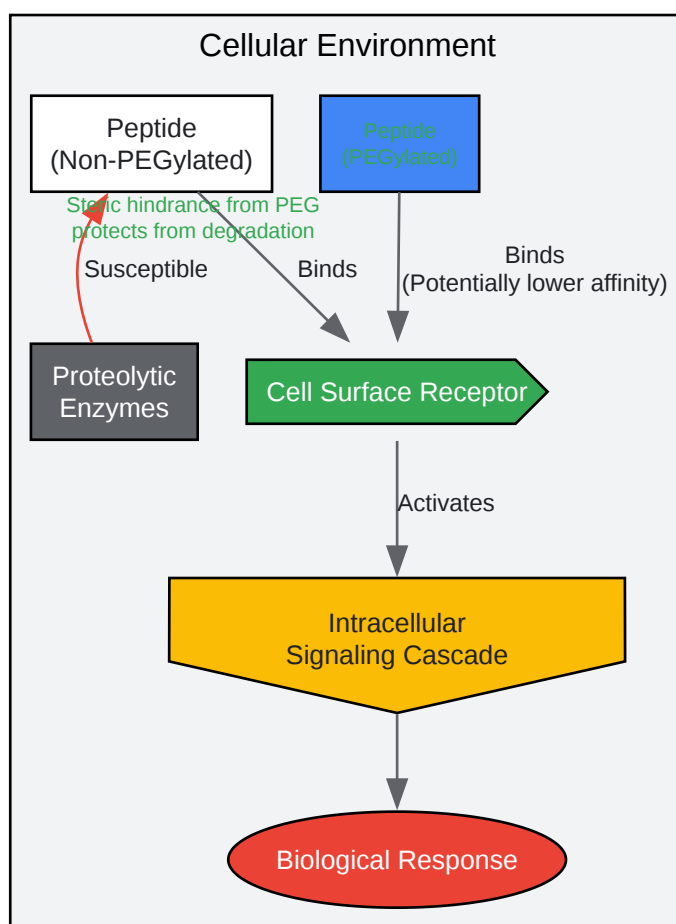 Cellular Environment
Peptide
(Non-PEGylated)
Peptide
(PEGylated)
Steric hindrance from PEG
protects from degradation
Susceptible
Binds
Binds
(Potentially lower affinity)
Proteolytic
Enzymes
Cell Surface Receptor
Activates
Intracellular
Signaling Cascade
Biological Response